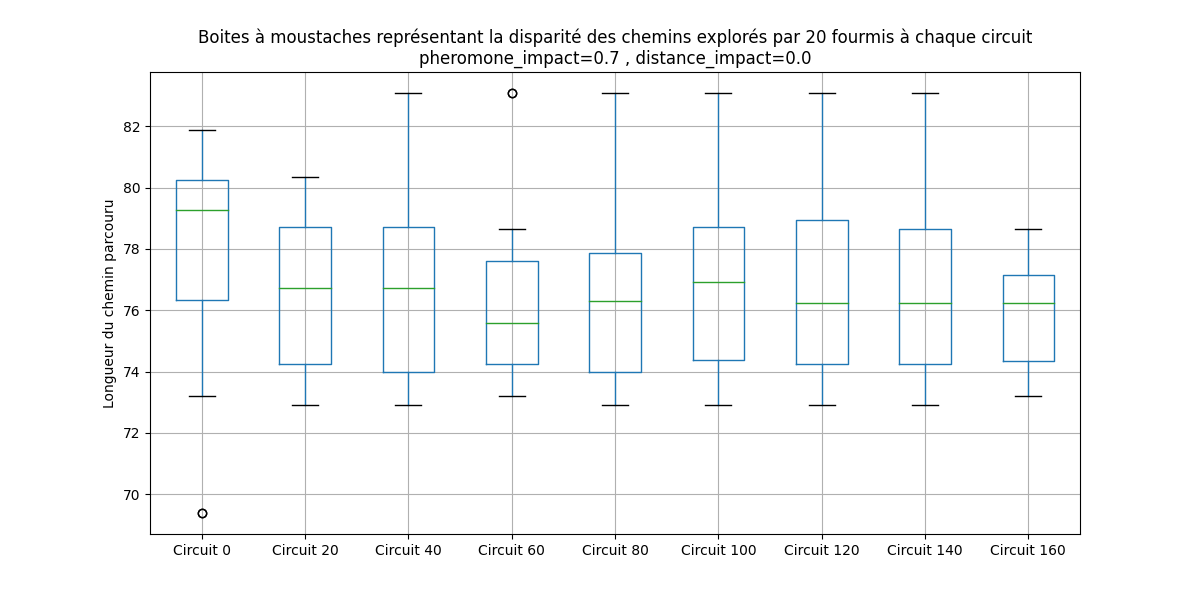 Boites à moustaches représentant la disparité des chemins explorés par 20 fourmis à chaque circuit
pheromone_impact=0.7 , distance_impact=0.0
Longueur du chemin parcouru
82
80
78
76
74
72
70
Circuit 0 Circuit 20 Circuit 40 Circuit 60 Circuit 80 Circuit 100 Circuit 120 Circuit 140 Circuit 160